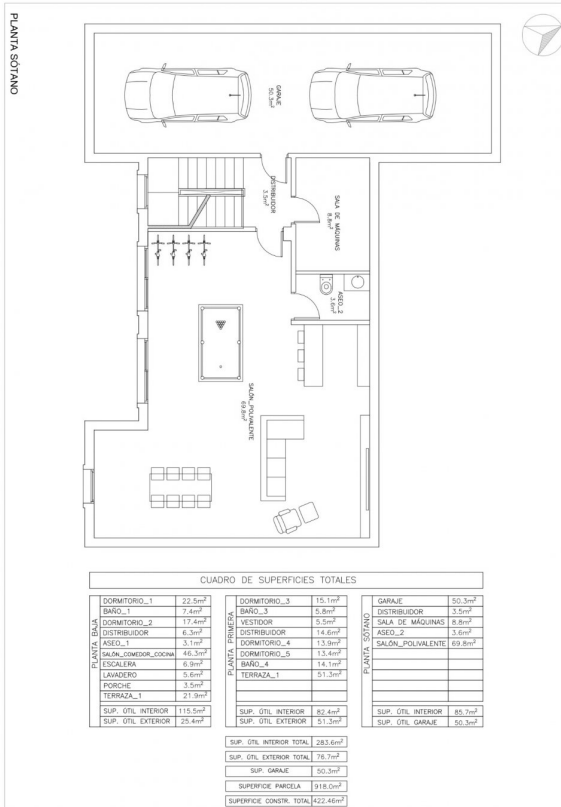 PLANTA SÓTANO
GARAJE
50.3m²
DISTRIBUIDOR
3.5m²
SALA DE MÁQUINAS
8.8m²
ASEO_2
3.6m²
SALÓN_POLIVALENTE
69.8m²
CUADRO DE SUPERFICIES TOTALES
PLANTA BAJA
DORMITORIO_1 22.5m²
BAÑO_1 7.4m²
DORMITORIO_2 17.4m²
DISTRIBUIDOR 6.3m²
ASEO_1 3.1m²
SALÓN_COMEDOR_COCINA 46.3m²
ESCALERA 6.9m²
LAVADERO 5.6m²
PORCHE 3.5m²
TERRAZA_1 21.9m²
SUP. ÚTIL INTERIOR 115.5m²
SUP. ÚTIL EXTERIOR 25.4m²
PLANTA PRIMERA
DORMITORIO_3 15.1m²
BAÑO_3 5.8m²
VESTIDOR 5.5m²
DISTRIBUIDOR 14.6m²
DORMITORIO_4 13.9m²
DORMITORIO_5 13.4m²
BAÑO_4 14.1m²
TERRAZA_1 51.3m²
SUP. ÚTIL INTERIOR 82.4m²
SUP. ÚTIL EXTERIOR 51.3m²
PLANTA SÓTANO
GARAJE 50.3m²
DISTRIBUIDOR 3.5m²
SALA DE MÁQUINAS 8.8m²
ASEO_2 3.6m²
SALÓN_POLIVALENTE 69.8m²
SUP. ÚTIL INTERIOR 85.7m²
SUP. ÚTIL GARAJE 50.3m²
SUP. ÚTIL INTERIOR TOTAL 283.6m²
SUP. ÚTIL EXTERIOR TOTAL 76.7m²
SUP. GARAJE 50.3m²
SUPERFICIE PARCELA 918.0m²
SUPERFICIE CONSTR. TOTAL 422.46m²